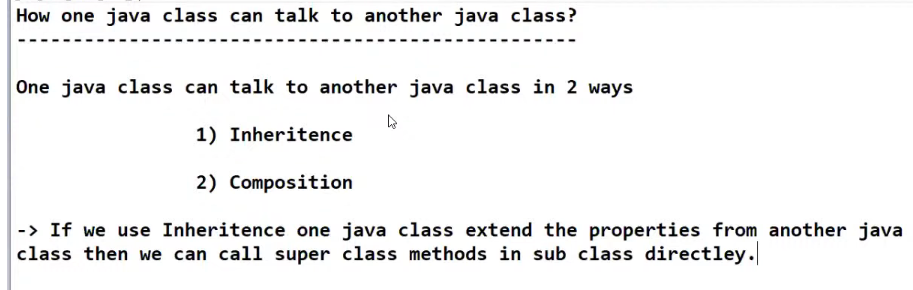 How one java class can talk to another java class?
--------------------------------------------------
One java class can talk to another java class in 2 ways
1) Inheritence
2) Composition
-> If we use Inheritence one java class extend the properties from another java
class then we can call super class methods in sub class directley.